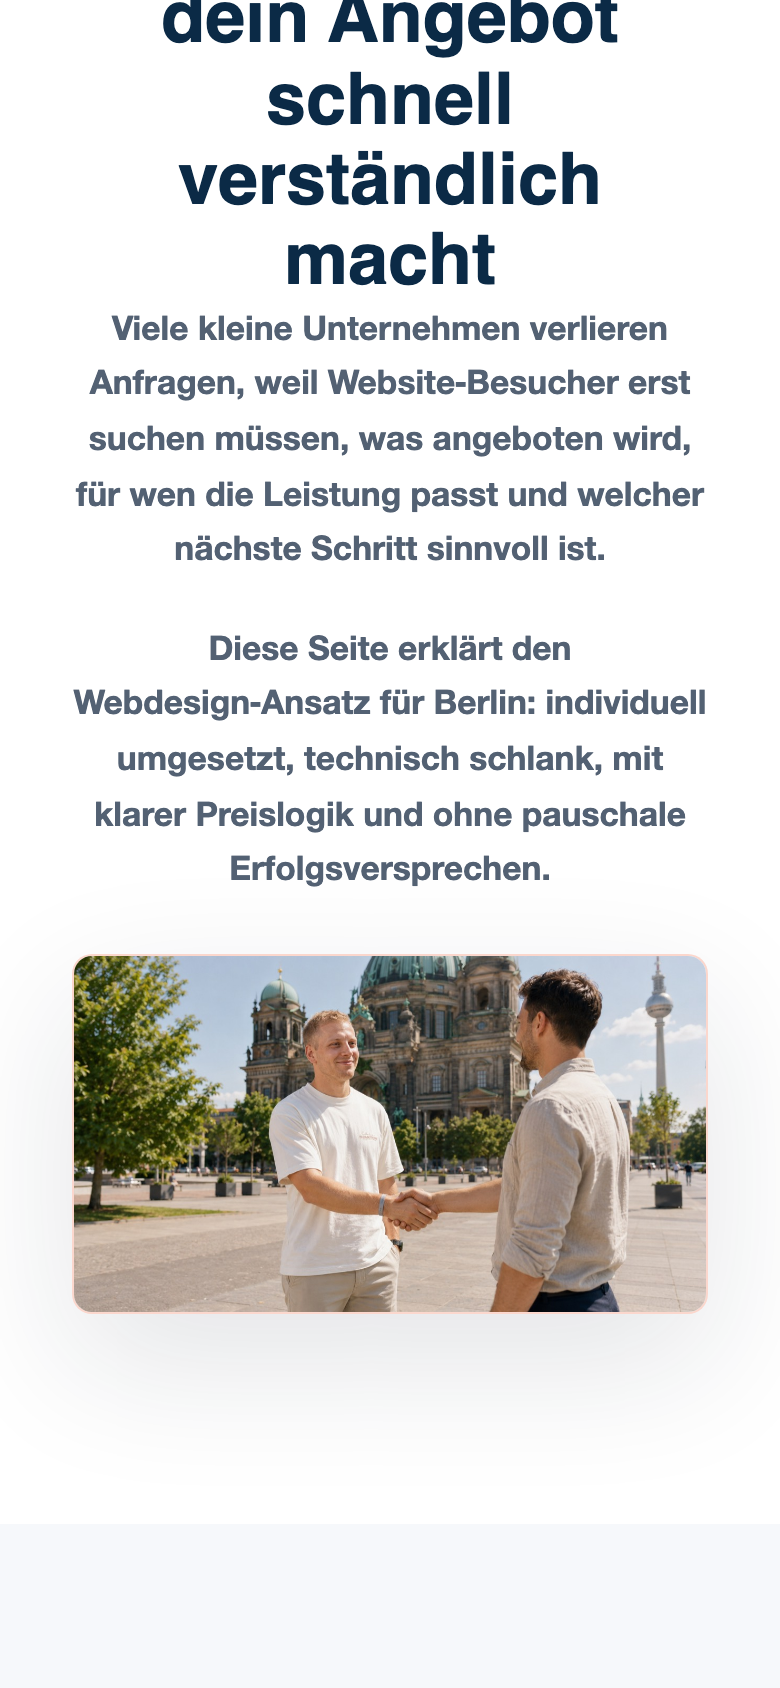 dein Angebot
schnell
verständlich
macht
Viele kleine Unternehmen verlieren
Anfragen, weil Website-Besucher erst
suchen müssen, was angeboten wird,
für wen die Leistung passt und welcher
nächste Schritt sinnvoll ist.
Diese Seite erklärt den
Webdesign-Ansatz für Berlin: individuell
umgesetzt, technisch schlank, mit
klarer Preislogik und ohne pauschale
Erfolgsversprechen.